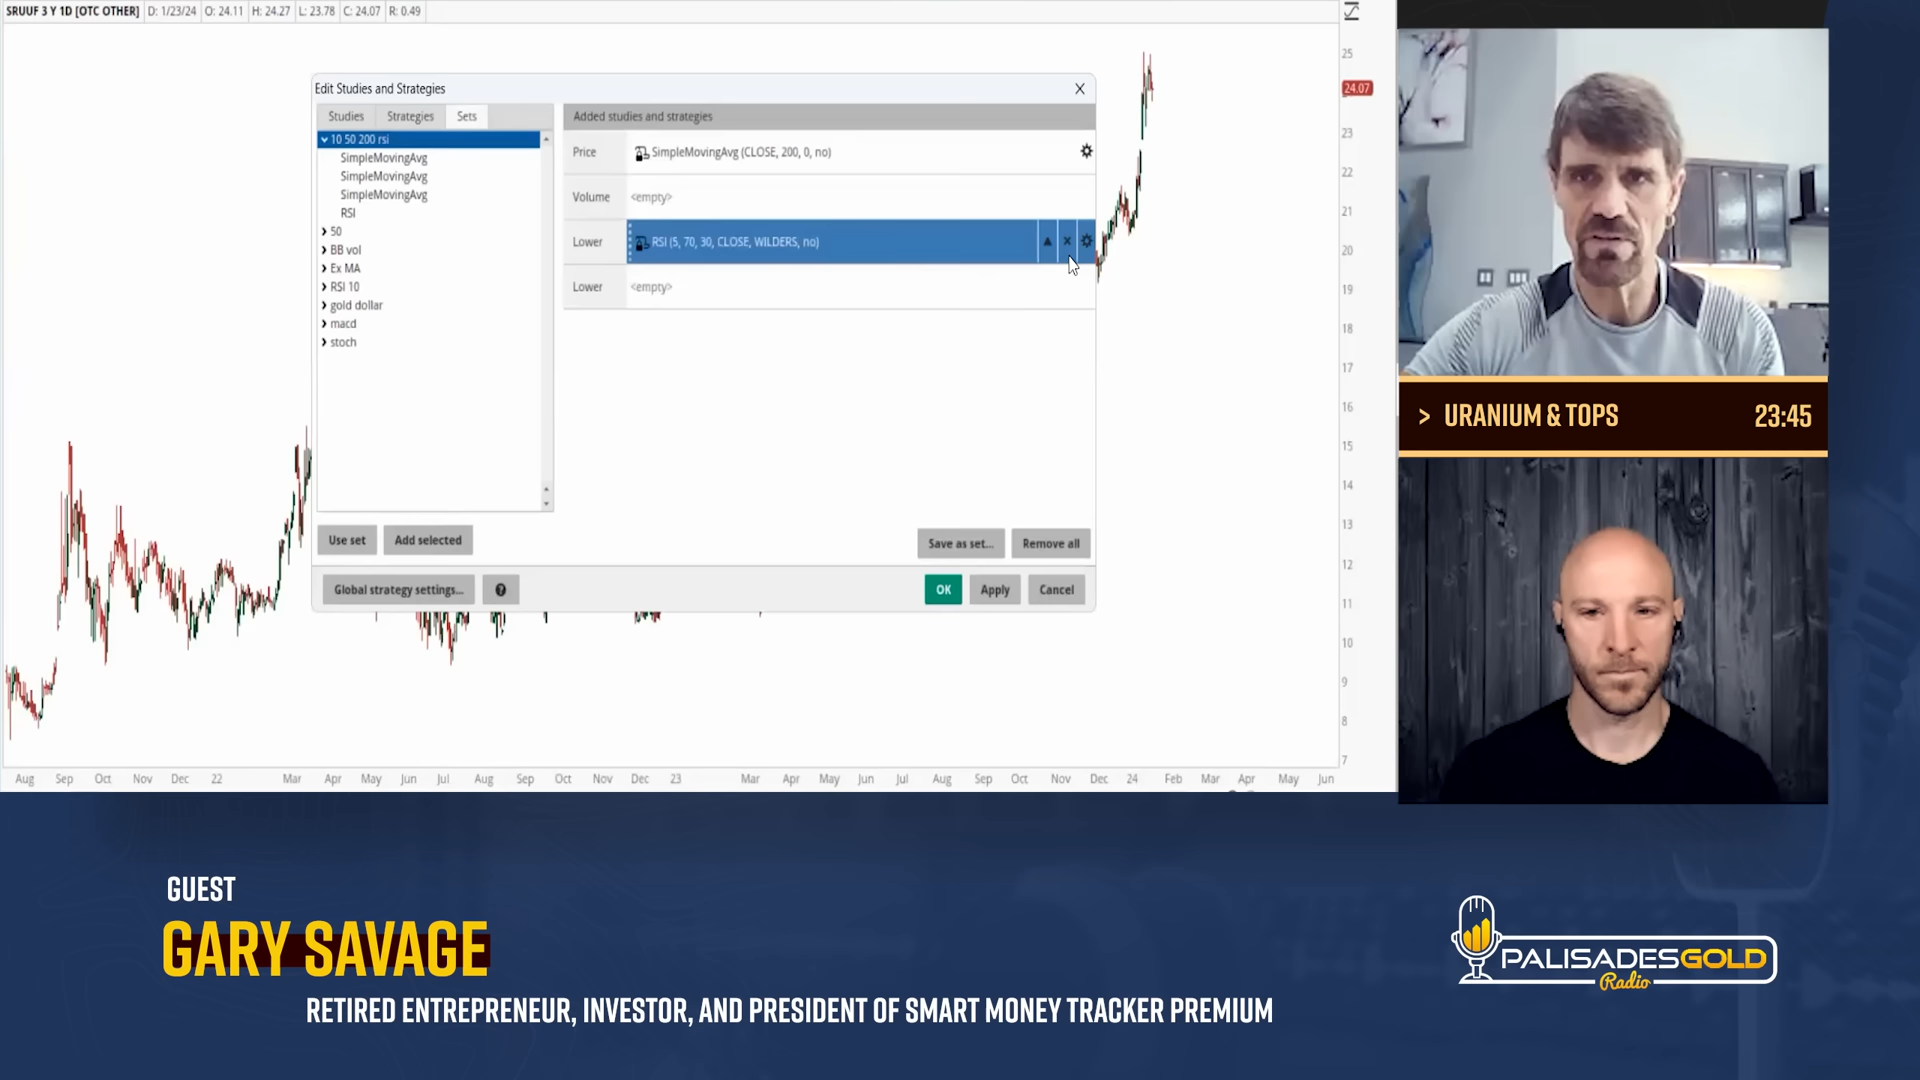 SRUUF 3 Y 1D [OTC OTHER] D: 1/23/24 O: 24.11 H: 24.27 L: 23.78 C: 24.07 R: 0.49
Edit Studies and Strategies X
Studies Strategies Sets
10 50 200 rsi
SimpleMovingAvg
SimpleMovingAvg
SimpleMovingAvg
RSI
50
BB vol
Ex MA
RSI 10
gold dollar
macd
stoch
Added studies and strategies
Price SimpleMovingAvg (CLOSE, 200, 0, no)
Volume <empty>
Lower RSI (5, 70, 30, CLOSE, WILDERS, no)
Lower <empty>
Use set Add selected
Save as set... Remove all
Global strategy settings... ?
OK Apply Cancel
25
24.07
23
22
21
20
19
18
17
16
15
14
13
12
11
10
9
8
7
Aug Sep Oct Nov Dec 22 Mar Apr May Jun Jul Aug Sep Oct Nov Dec 23 Mar Apr May Jun Jul Aug Sep Oct Nov Dec 24 Feb Mar Apr May Jun
> URANIUM & TOPS 23:45
GUEST
GARY SAVAGE
RETIRED ENTREPRENEUR, INVESTOR, AND PRESIDENT OF SMART MONEY TRACKER PREMIUM
PALISADESGOLD
Radio